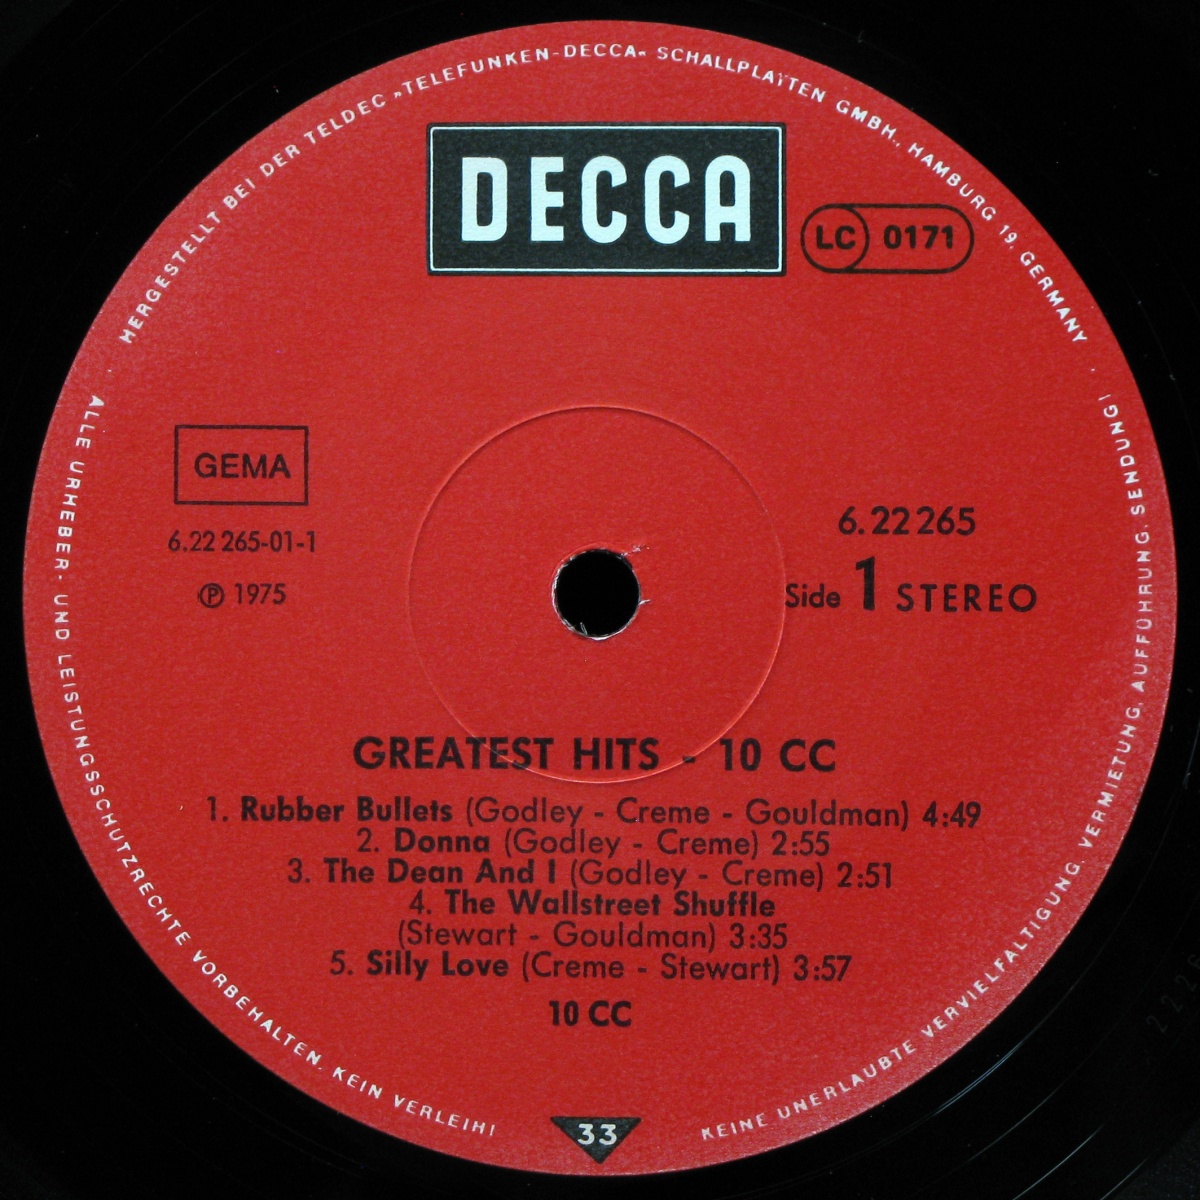 HERGESTELLT BEI DER TELDEC »TELEFUNKEN-DECCA« SCHALLPLATTEN GMBH., HAMBURG 19, GERMANY
DECCA
LC 0171
GEMA
6.22 265-01-1
℗ 1975
6.22265
Side 1 STEREO
GREATEST HITS - 10 CC
1. Rubber Bullets (Godley - Creme - Gouldman) 4:49
2. Donna (Godley - Creme) 2:55
3. The Dean And I (Godley - Creme) 2:51
4. The Wallstreet Shuffle
(Stewart - Gouldman) 3:35
5. Silly Love (Creme - Stewart) 3:57
10 CC
33
ALLE URHEBER- UND LEISTUNGSSCHUTZRECHTE VORBEHALTEN. KEIN VERLEIH!
KEINE UNERLAUBTE VERVIELFÄLTIGUNG, VERMIETUNG, AUFFÜHRUNG, SENDUNG!